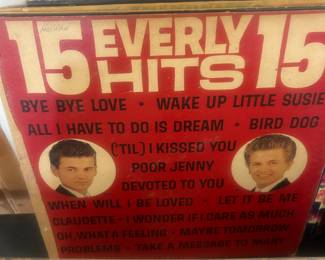 15 EVERLY 15
HITS
BYE BYE LOVE • WAKE UP LITTLE SUSIE
ALL I HAVE TO DO IS DREAM • BIRD DOG
('TIL) I KISSED YOU
POOR JENNY
DEVOTED TO YOU
WHEN WILL I BE LOVED • LET IT BE ME
CLAUDETTE • I WONDER IF I CARE AS MUCH
OH, WHAT A FEELING • MAYBE TOMORROW
PROBLEMS • TAKE A MESSAGE TO MARY